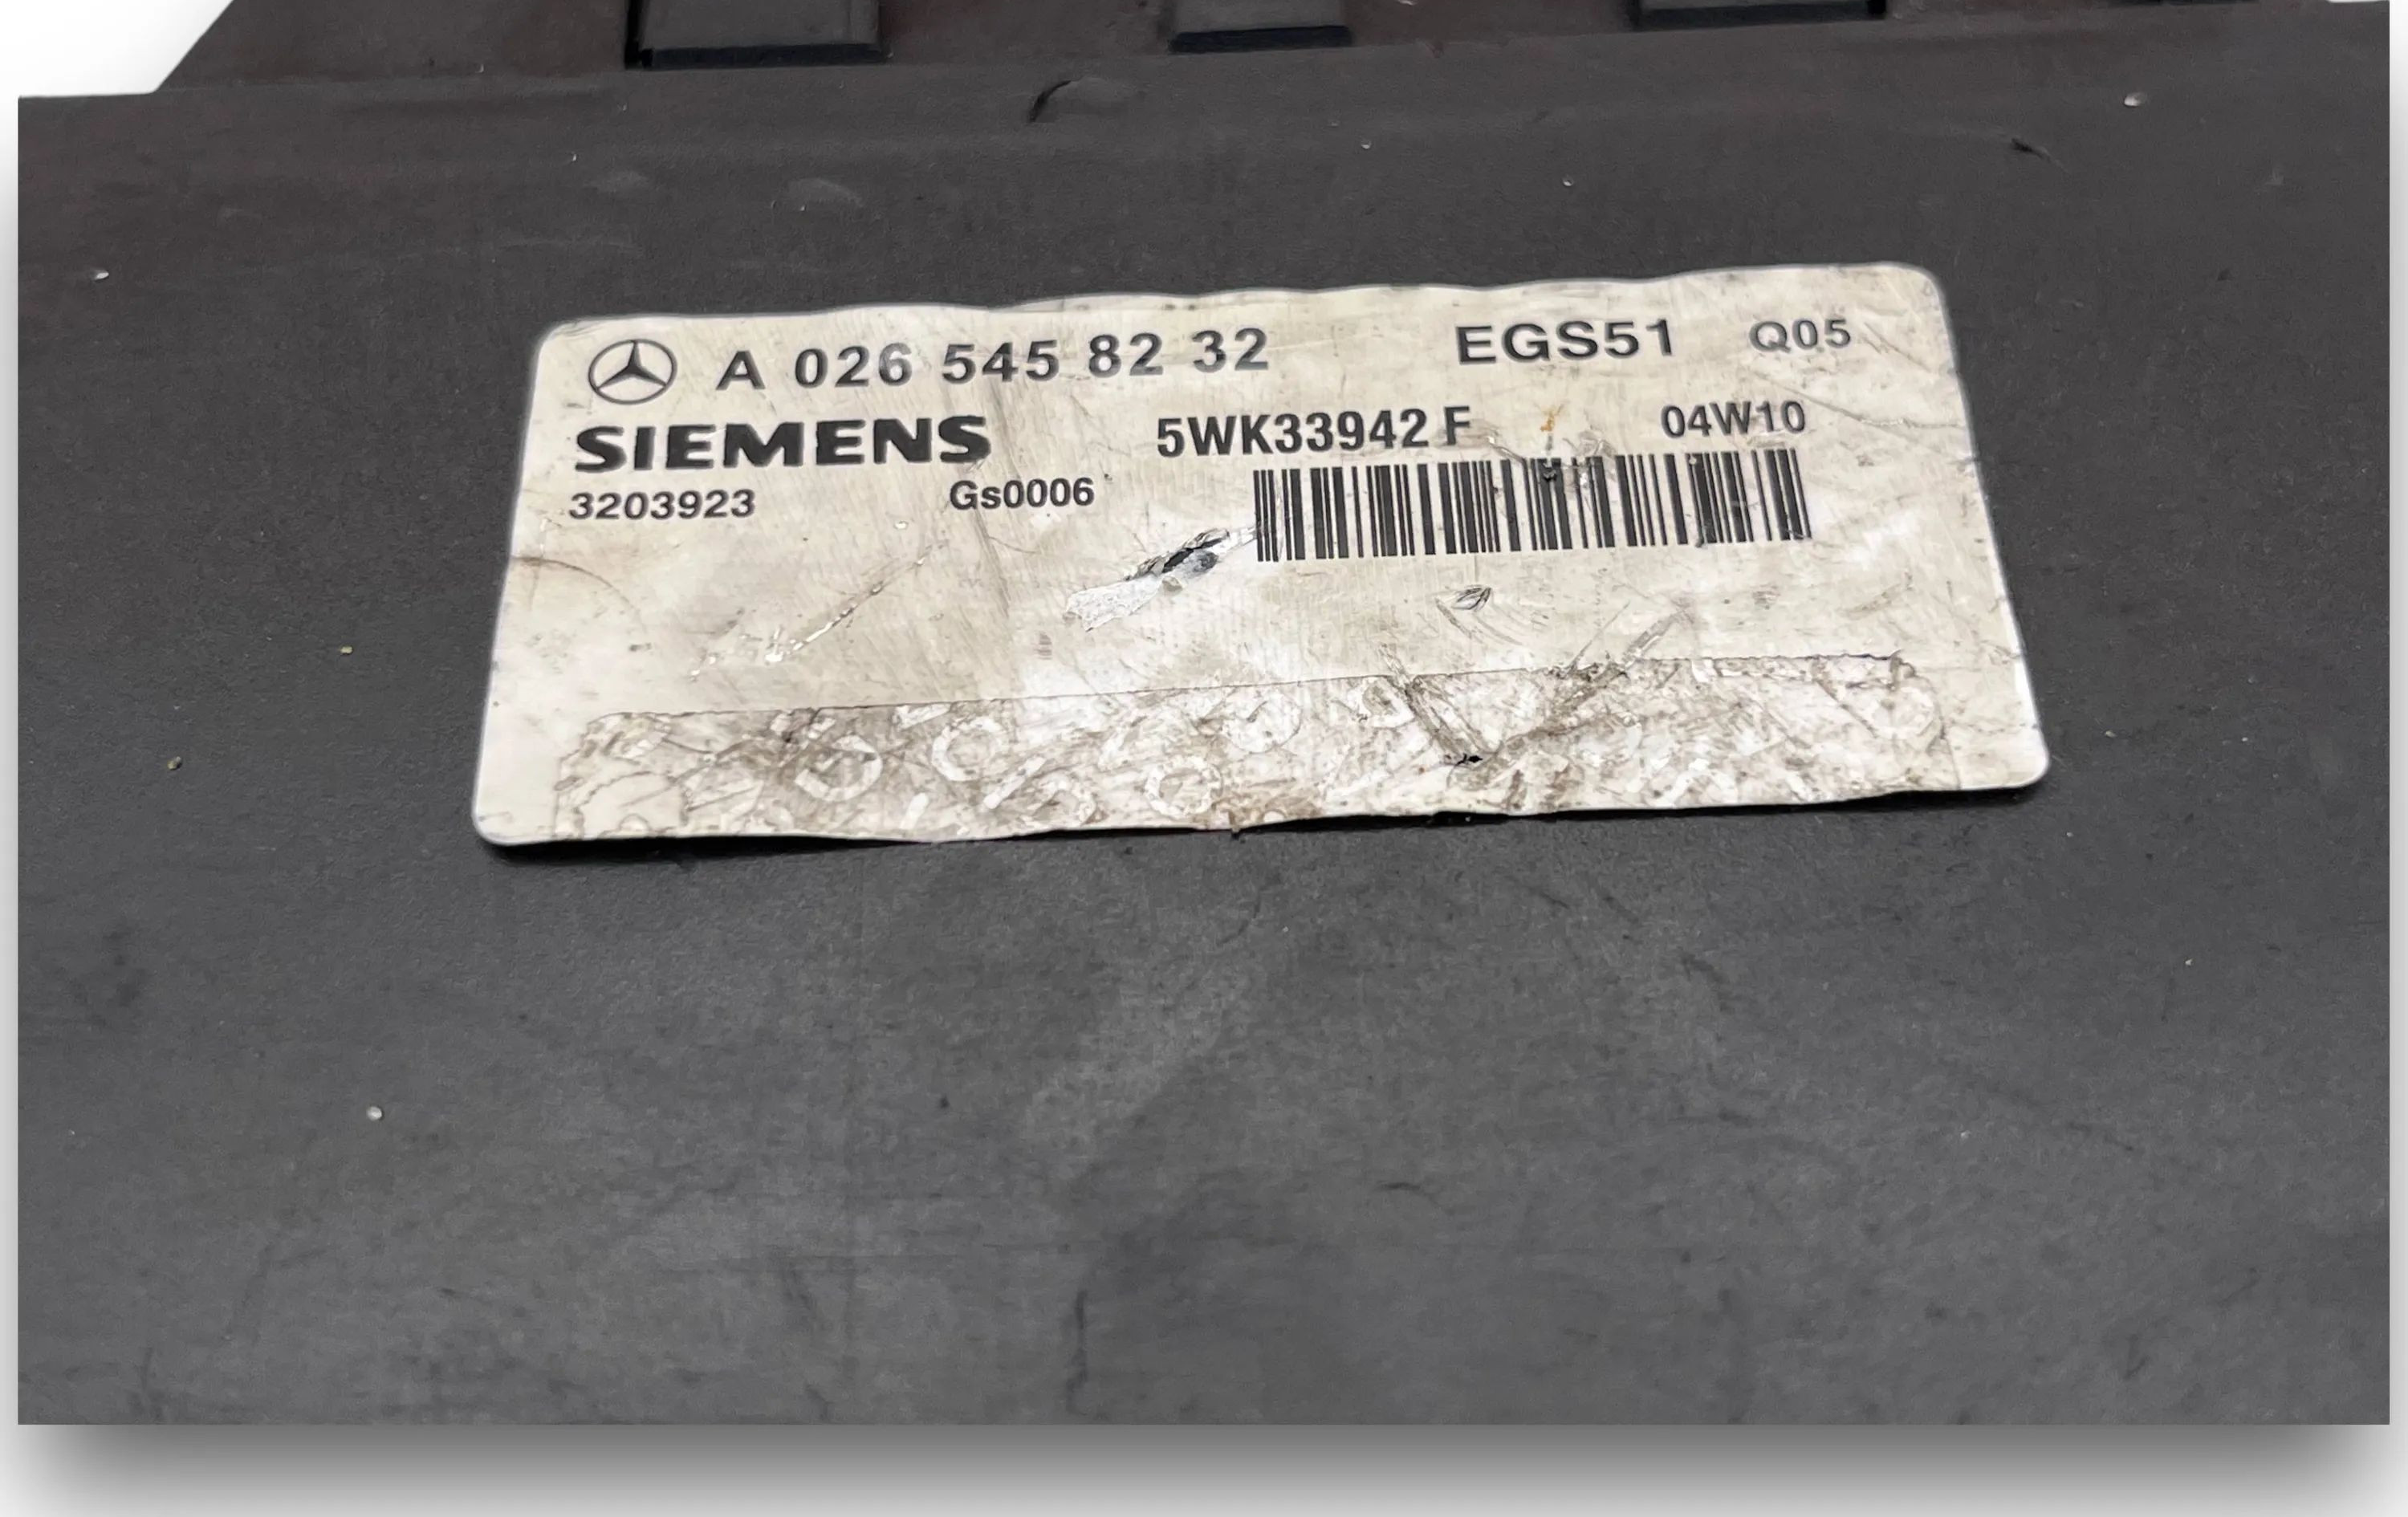 A 026 545 82 32 EGS51 Q05
SIEMENS 5WK33942 F 04W10
3203923 Gs0006